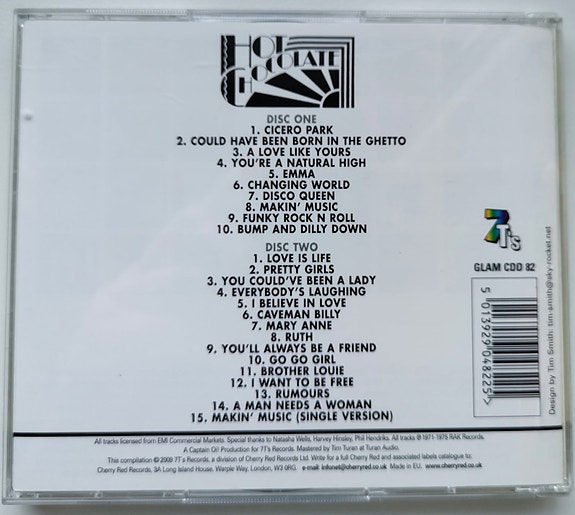 HOT
CHOCOLATE
DISC ONE
1. CICERO PARK
2. COULD HAVE BEEN BORN IN THE GHETTO
3. A LOVE LIKE YOURS
4. YOU'RE A NATURAL HIGH
5. EMMA
6. CHANGING WORLD
7. DISCO QUEEN
8. MAKIN' MUSIC
9. FUNKY ROCK N ROLL
10. BUMP AND DILLY DOWN
DISC TWO
1. LOVE IS LIFE
2. PRETTY GIRLS
3. YOU COULD'VE BEEN A LADY
4. EVERYBODY'S LAUGHING
5. I BELIEVE IN LOVE
6. CAVEMAN BILLY
7. MARY ANNE
8. RUTH
9. YOU'LL ALWAYS BE A FRIEND
10. GO GO GIRL
11. BROTHER LOUIE
12. I WANT TO BE FREE
13. RUMOURS
14. A MAN NEEDS A WOMAN
15. MAKIN' MUSIC (SINGLE VERSION)
7T's
GLAM CDD 82
5 013929 048225 >
Design by Tim Smith: tim-smith@sky-rocket.net
All tracks licensed from EMI Commercial Markets. Special thanks to Natasha Wells, Harvey Hinsley, Phil Hendriks. All tracks ℗ 1971-1975 RAK Records.
A Captain Oi! Production for 7T's Records. Mastered by Tim Turan at Turan Audio.
This compilation © 2009 7T's Records, a division of Cherry Red Records Ltd. Write for a full Cherry Red and associated labels catalogue to:
Cherry Red Records, 3A Long Island House, Warple Way, London, W3 0RG. e-mail: infonet@cherryred.co.uk Made in EU. www.cherryred.co.uk